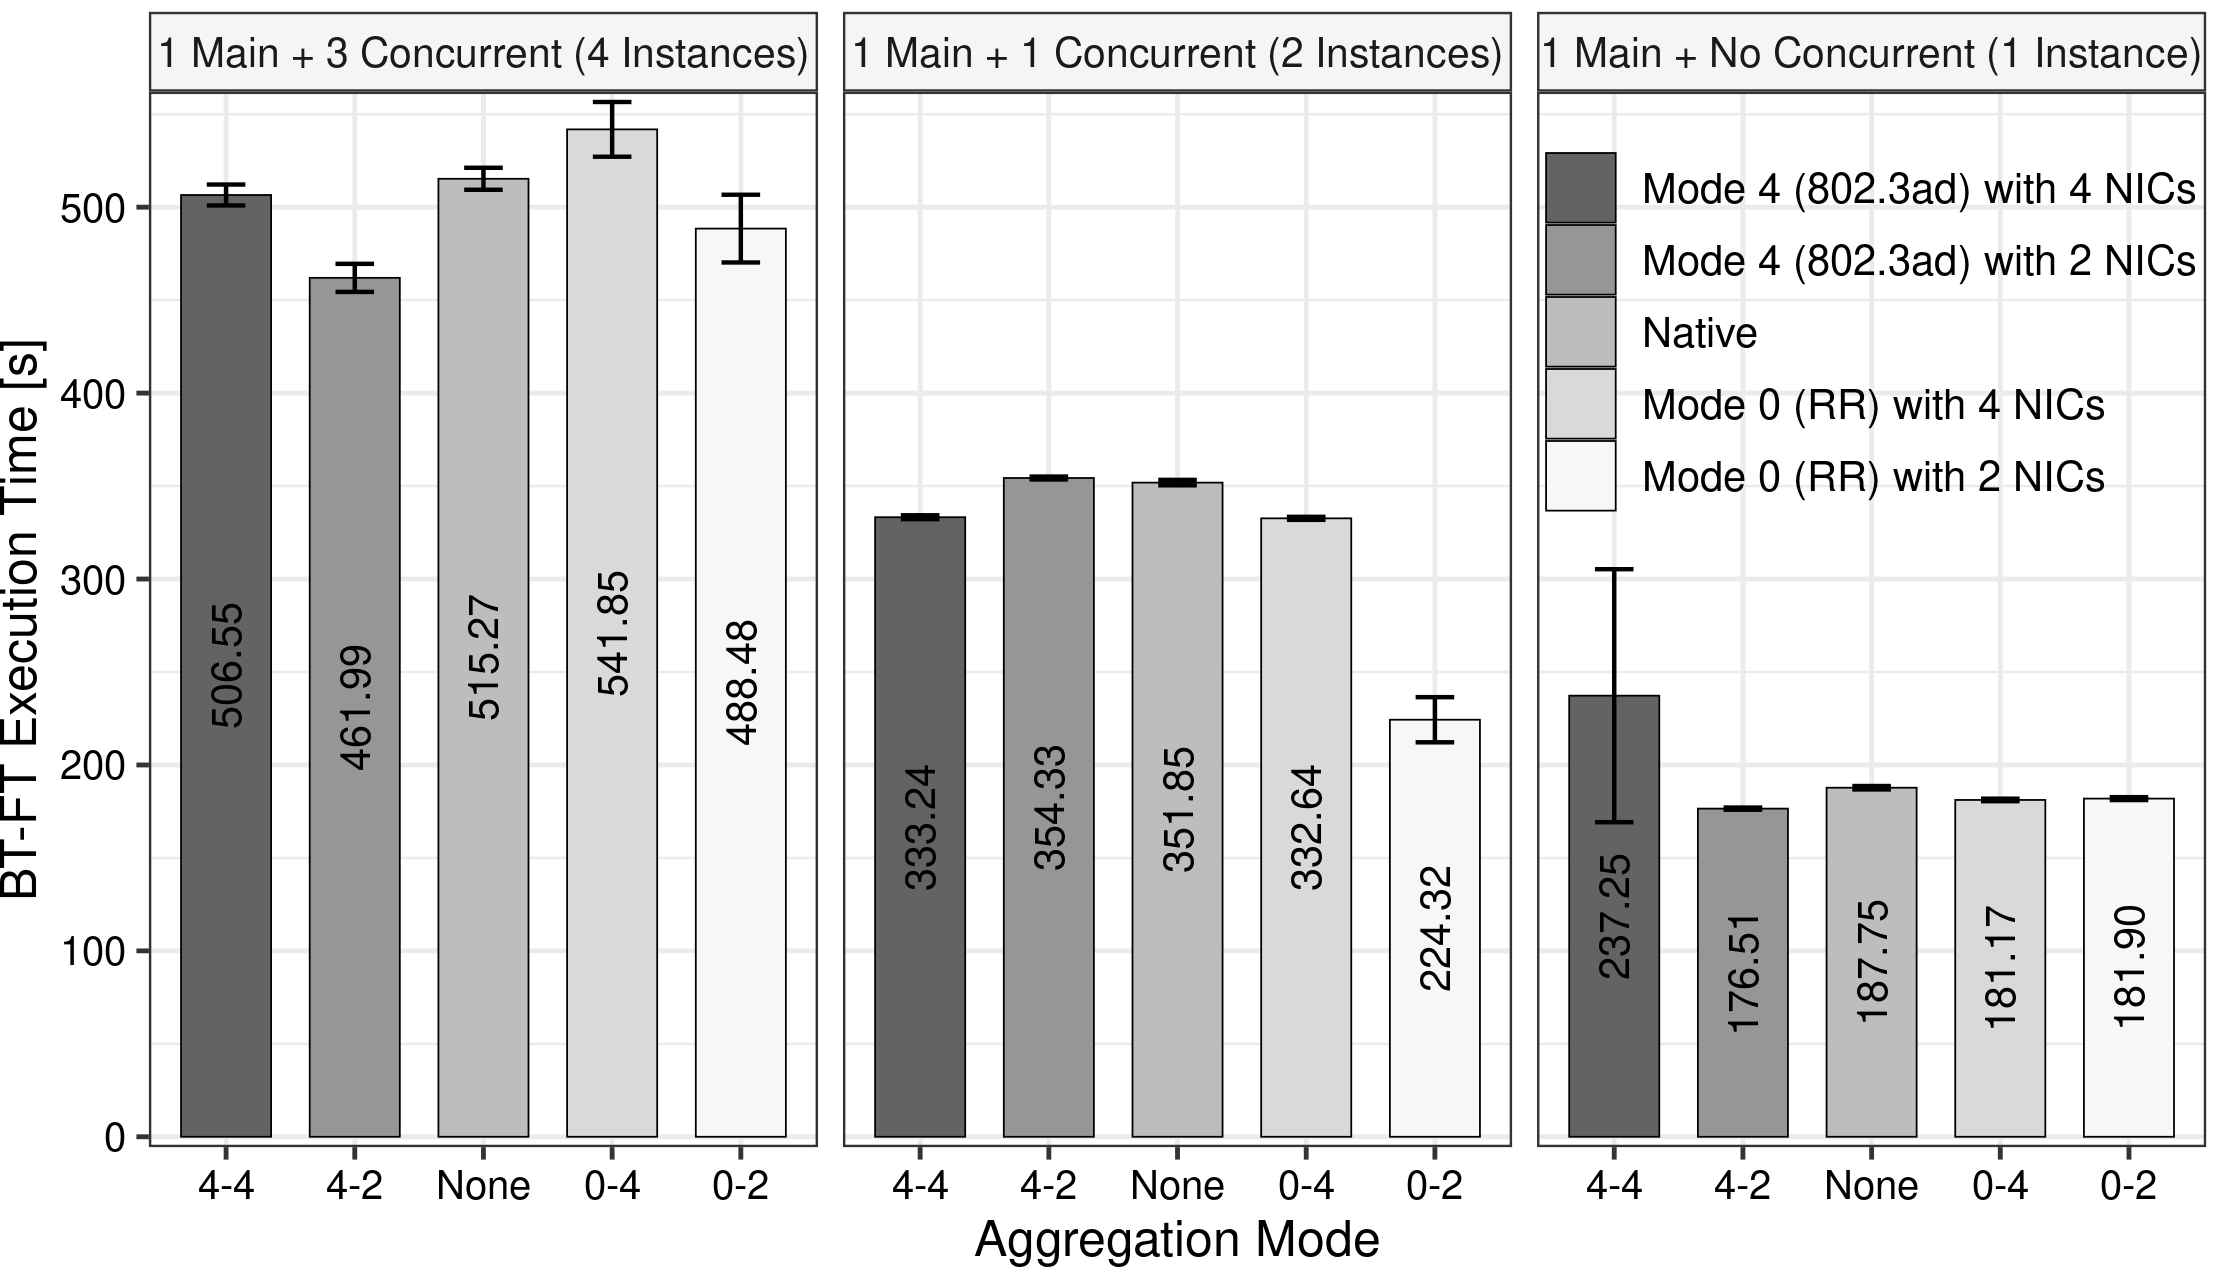 1 Main + 3 Concurrent (4 Instances)
1 Main + 1 Concurrent (2 Instances)
1 Main + No Concurrent (1 Instance)
BT-FT Execution Time [s]
500
400
300
200
100
0
506.55
461.99
515.27
541.85
488.48
333.24
354.33
351.85
332.64
224.32
237.25
176.51
187.75
181.17
181.90
Mode 4 (802.3ad) with 4 NICs
Mode 4 (802.3ad) with 2 NICs
Native
Mode 0 (RR) with 4 NICs
Mode 0 (RR) with 2 NICs
4-4 4-2 None 0-4 0-2
4-4 4-2 None 0-4 0-2
4-4 4-2 None 0-4 0-2
Aggregation Mode